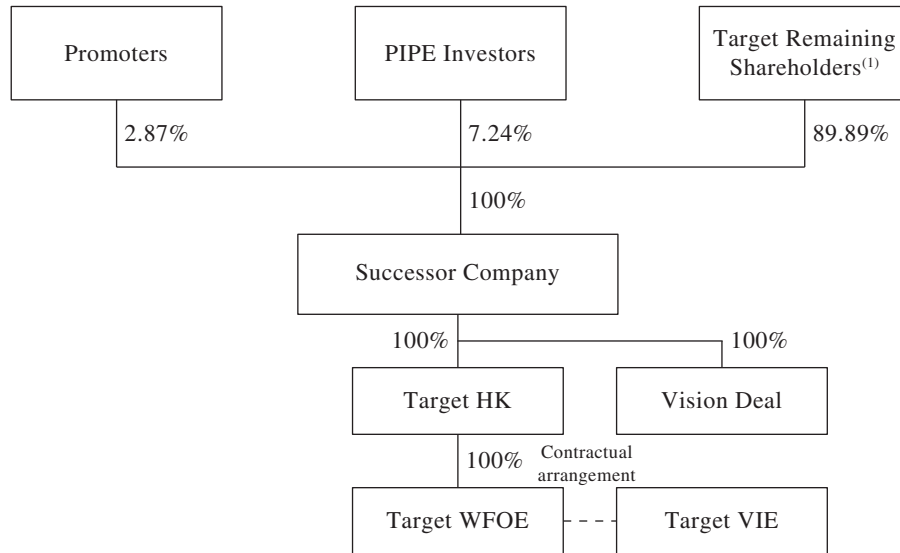 Promoters
PIPE Investors
Target Remaining
Shareholders(1)
2.87%
7.24%
89.89%
100%
Successor Company
100%
100%
Target HK
Vision Deal
100%
Contractual
arrangement
Target WFOE
Target VIE